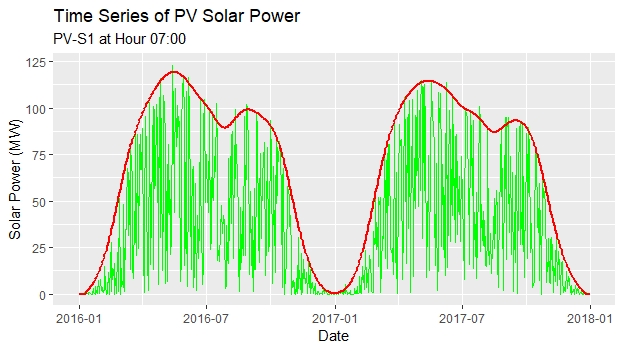 Time Series of PV Solar Power
PV-S1 at Hour 07:00
Solar Power (MW)
125
100
75
50
25
0
2016-01 2016-07 2017-01 2017-07 2018-01
Date